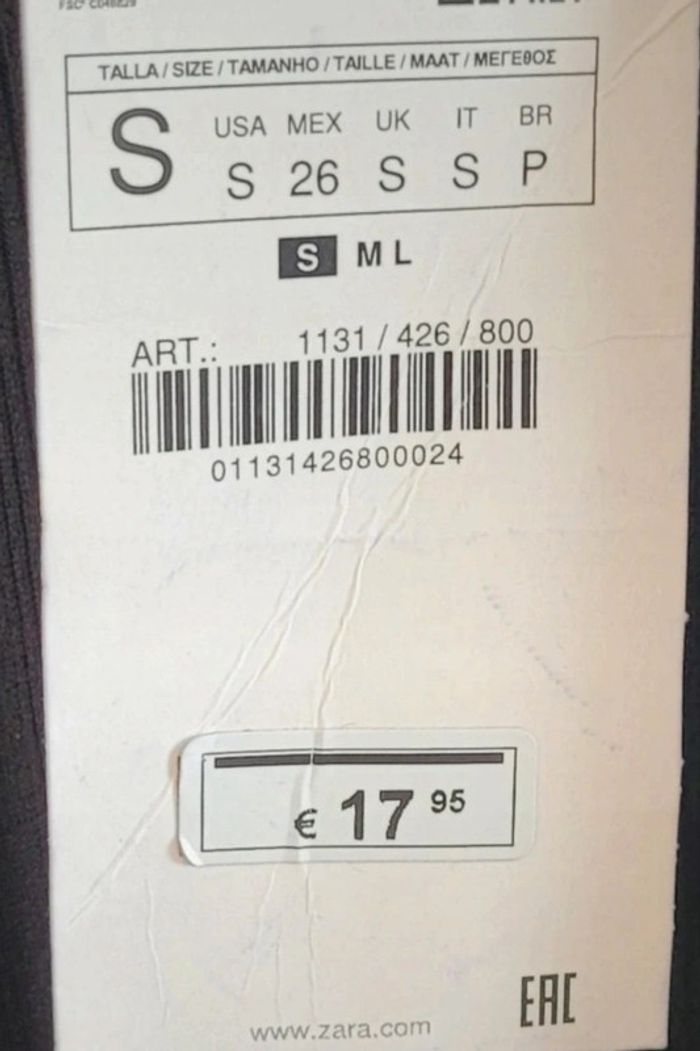 TALLA / SIZE / TAMANHO / TAILLE / MAAT / ΜΕΓΕΘΟΣ
S
USA MEX UK IT BR
S 26 S S P
S M L
ART.: 1131 / 426 / 800
01131426800024
€ 17 95
EAC
www.zara.com